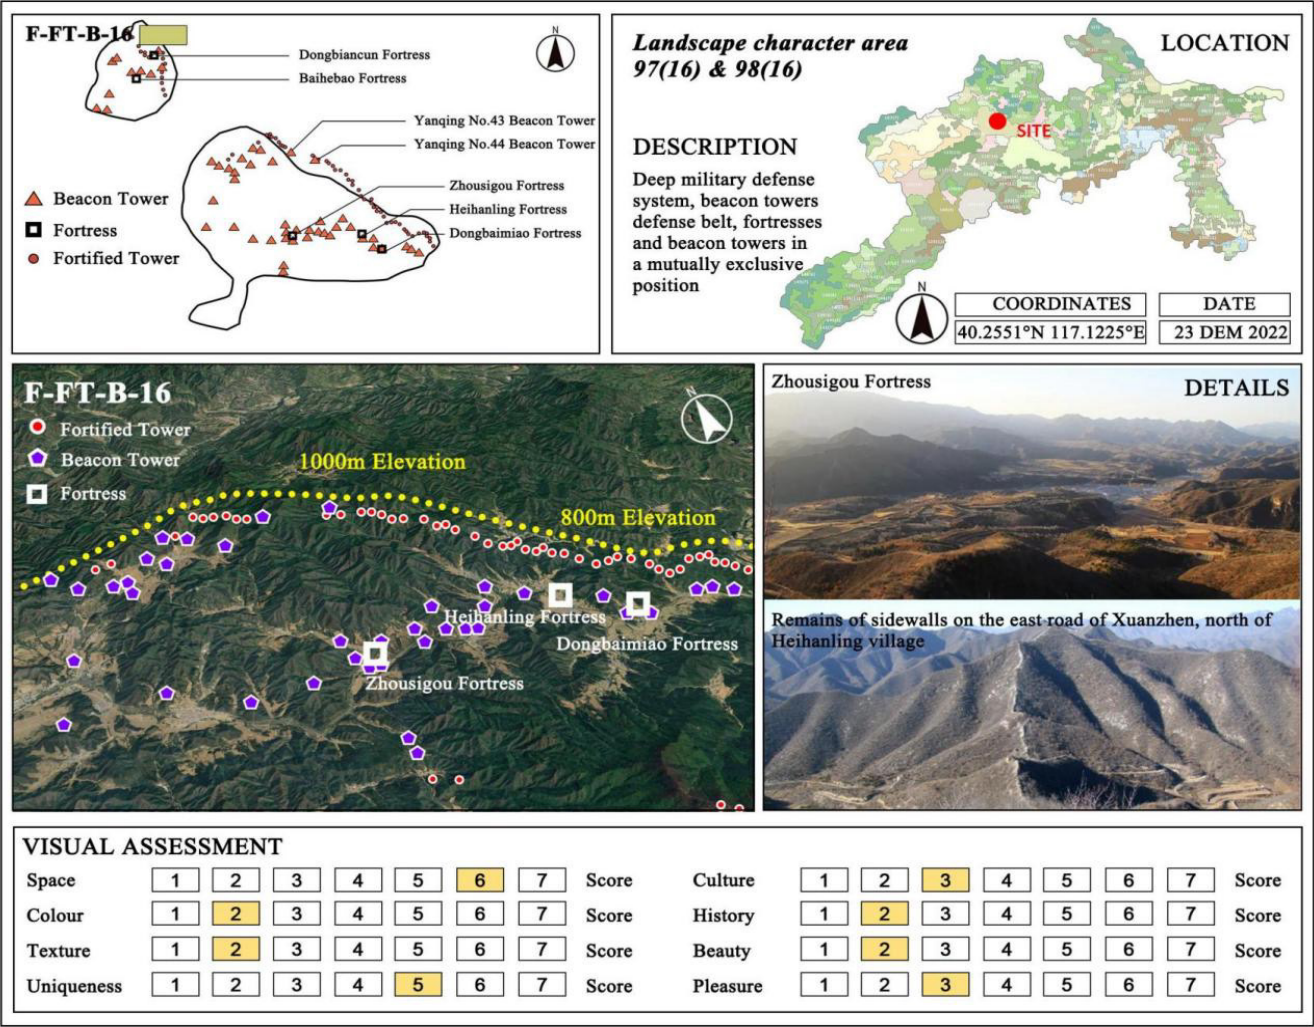 F-FT-B-16
N
Dongbiancun Fortress
Baihebao Fortress
Yanqing No.43 Beacon Tower
Yanqing No.44 Beacon Tower
Zhousigou Fortress
Heihanling Fortress
Dongbaimiao Fortress
Beacon Tower
Fortress
Fortified Tower
Landscape character area
97(16) & 98(16)
LOCATION
SITE
DESCRIPTION
Deep military defense
system, beacon towers
defense belt, fortresses
and beacon towers in
a mutually exclusive
position
N
COORDINATES
DATE
40.2551°N 117.1225°E
23 DEM 2022
F-FT-B-16
N
Fortified Tower
Beacon Tower
Fortress
1000m Elevation
800m Elevation
Heihanling Fortress
Dongbaimiao Fortress
Zhousigou Fortress
Zhousigou Fortress
DETAILS
Remains of sidewalls on the east road of Xuanzhen, north of
Heihanling village
VISUAL ASSESSMENT
Space 1 2 3 4 5 6 7 Score
Colour 1 2 3 4 5 6 7 Score
Texture 1 2 3 4 5 6 7 Score
Uniqueness 1 2 3 4 5 6 7 Score
Culture 1 2 3 4 5 6 7 Score
History 1 2 3 4 5 6 7 Score
Beauty 1 2 3 4 5 6 7 Score
Pleasure 1 2 3 4 5 6 7 Score